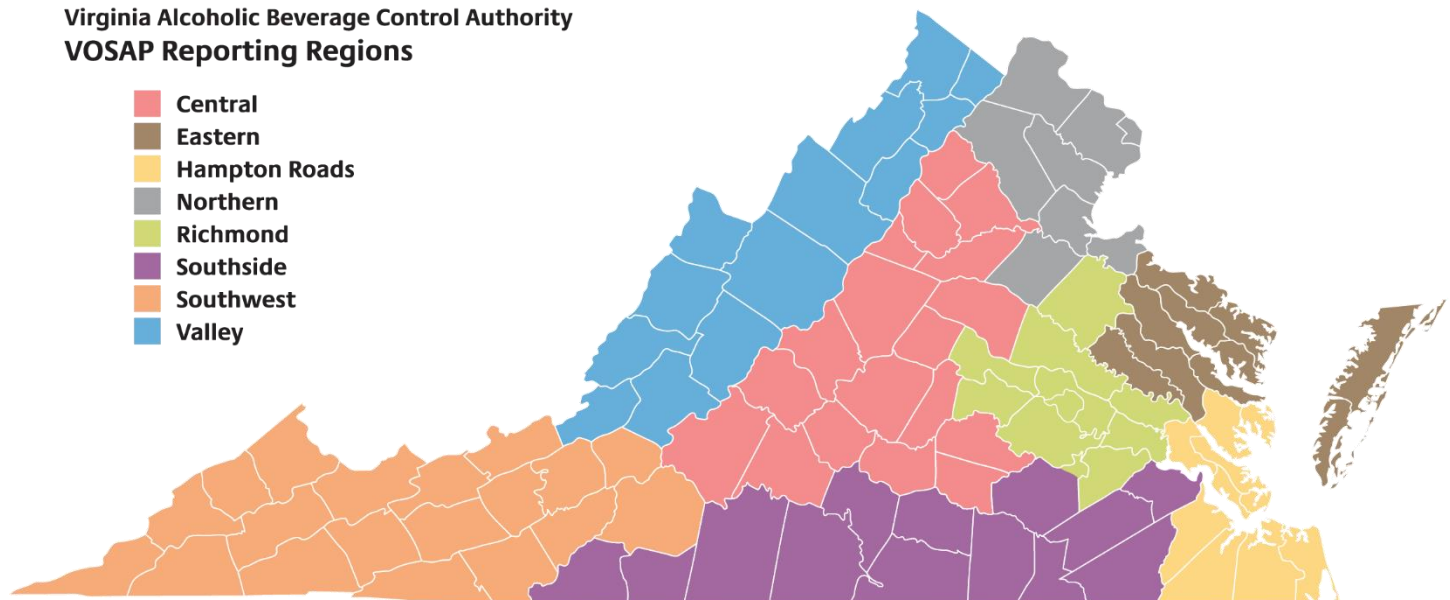 Virginia Alcoholic Beverage Control Authority
VOSAP Reporting Regions
Central
Eastern
Hampton Roads
Northern
Richmond
Southside
Southwest
Valley